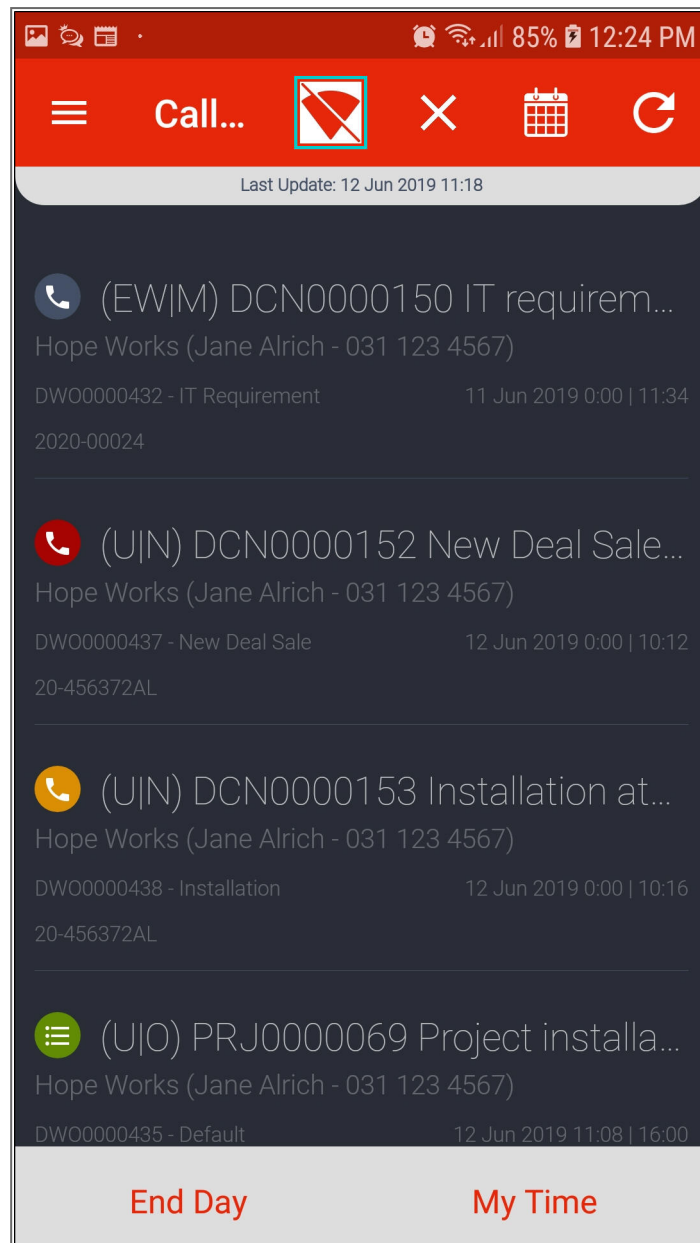 85% 12:24 PM
Call...
Last Update: 12 Jun 2019 11:18
(EW|M) DCN0000150 IT requirem...
Hope Works (Jane Alrich - 031 123 4567)
DWO0000432 - IT Requirement 11 Jun 2019 0:00 | 11:34
2020-00024
(U|N) DCN0000152 New Deal Sale...
Hope Works (Jane Alrich - 031 123 4567)
DWO0000437 - New Deal Sale 12 Jun 2019 0:00 | 10:12
20-456372AL
(U|N) DCN0000153 Installation at...
Hope Works (Jane Alrich - 031 123 4567)
DWO0000438 - Installation 12 Jun 2019 0:00 | 10:16
20-456372AL
(U|O) PRJ0000069 Project installa...
Hope Works (Jane Alrich - 031 123 4567)
DWO0000435 - Default 12 Jun 2019 11:08 | 16:00
End Day My Time